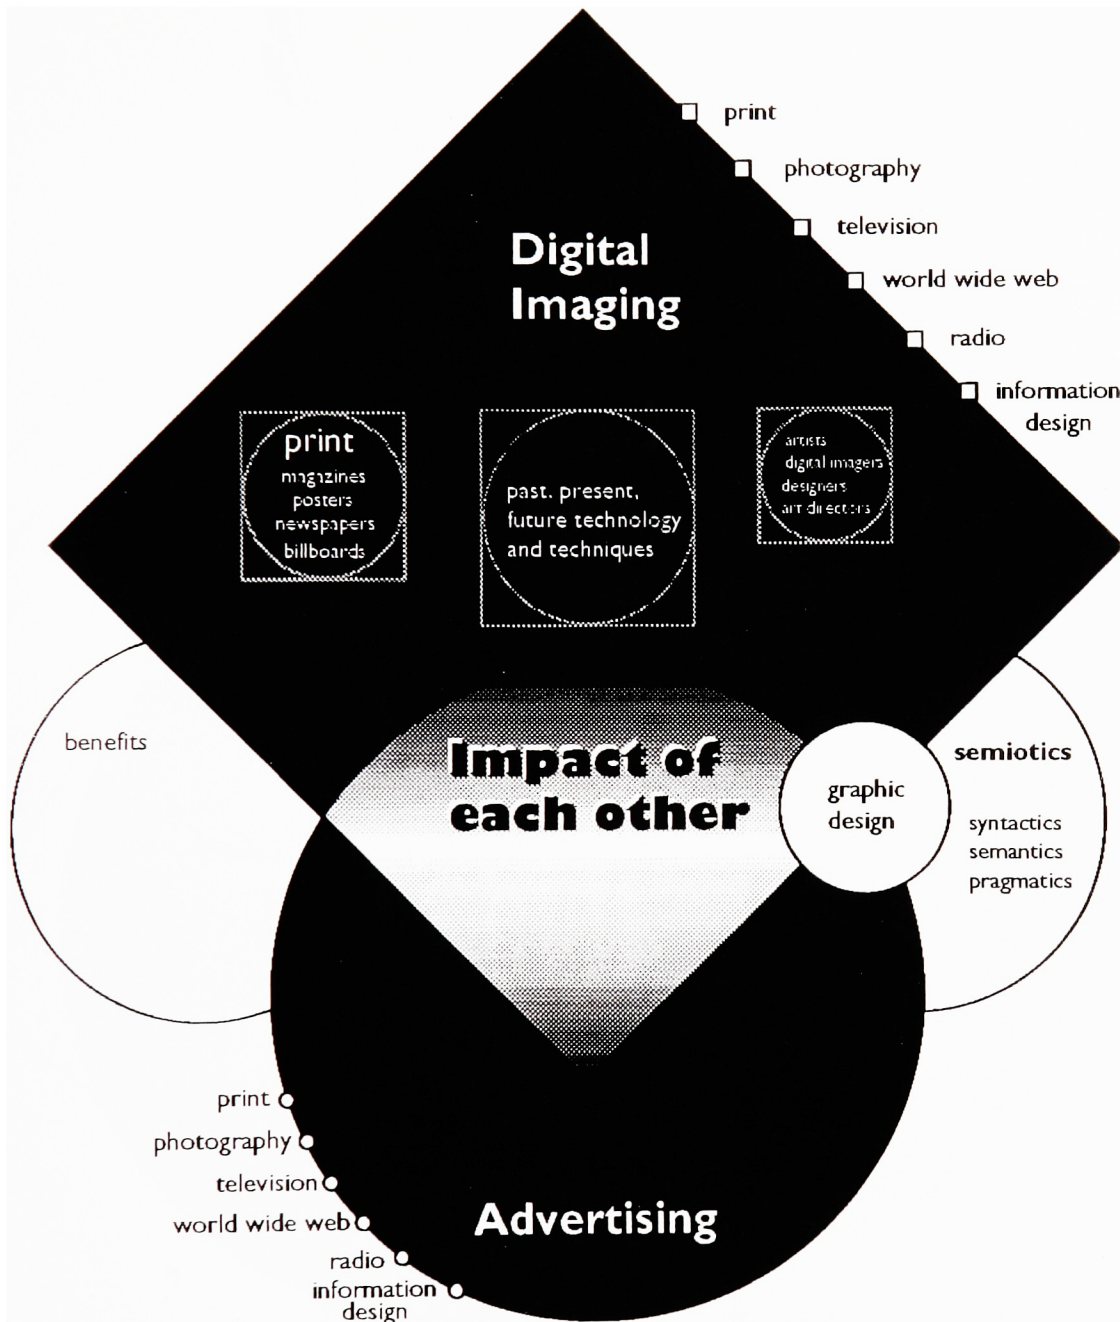 print
photography
television
world wide web
radio
information
design
Digital
Imaging
print
magazines
posters
newspapers
billboards
past, present,
future technology
and techniques
artists
digital imagers
designers
art directors
benefits
Impact of
each other
graphic
design
semiotics
syntactics
semantics
pragmatics
print
photography
television
world wide web
radio
information
design
Advertising